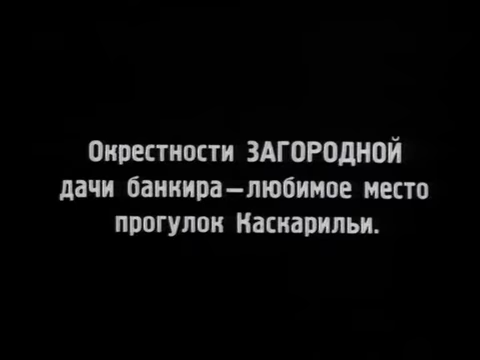 Окрестности ЗАГОРОДНОЙ
дачи банкира—любимое место
прогулок Каскарильи.